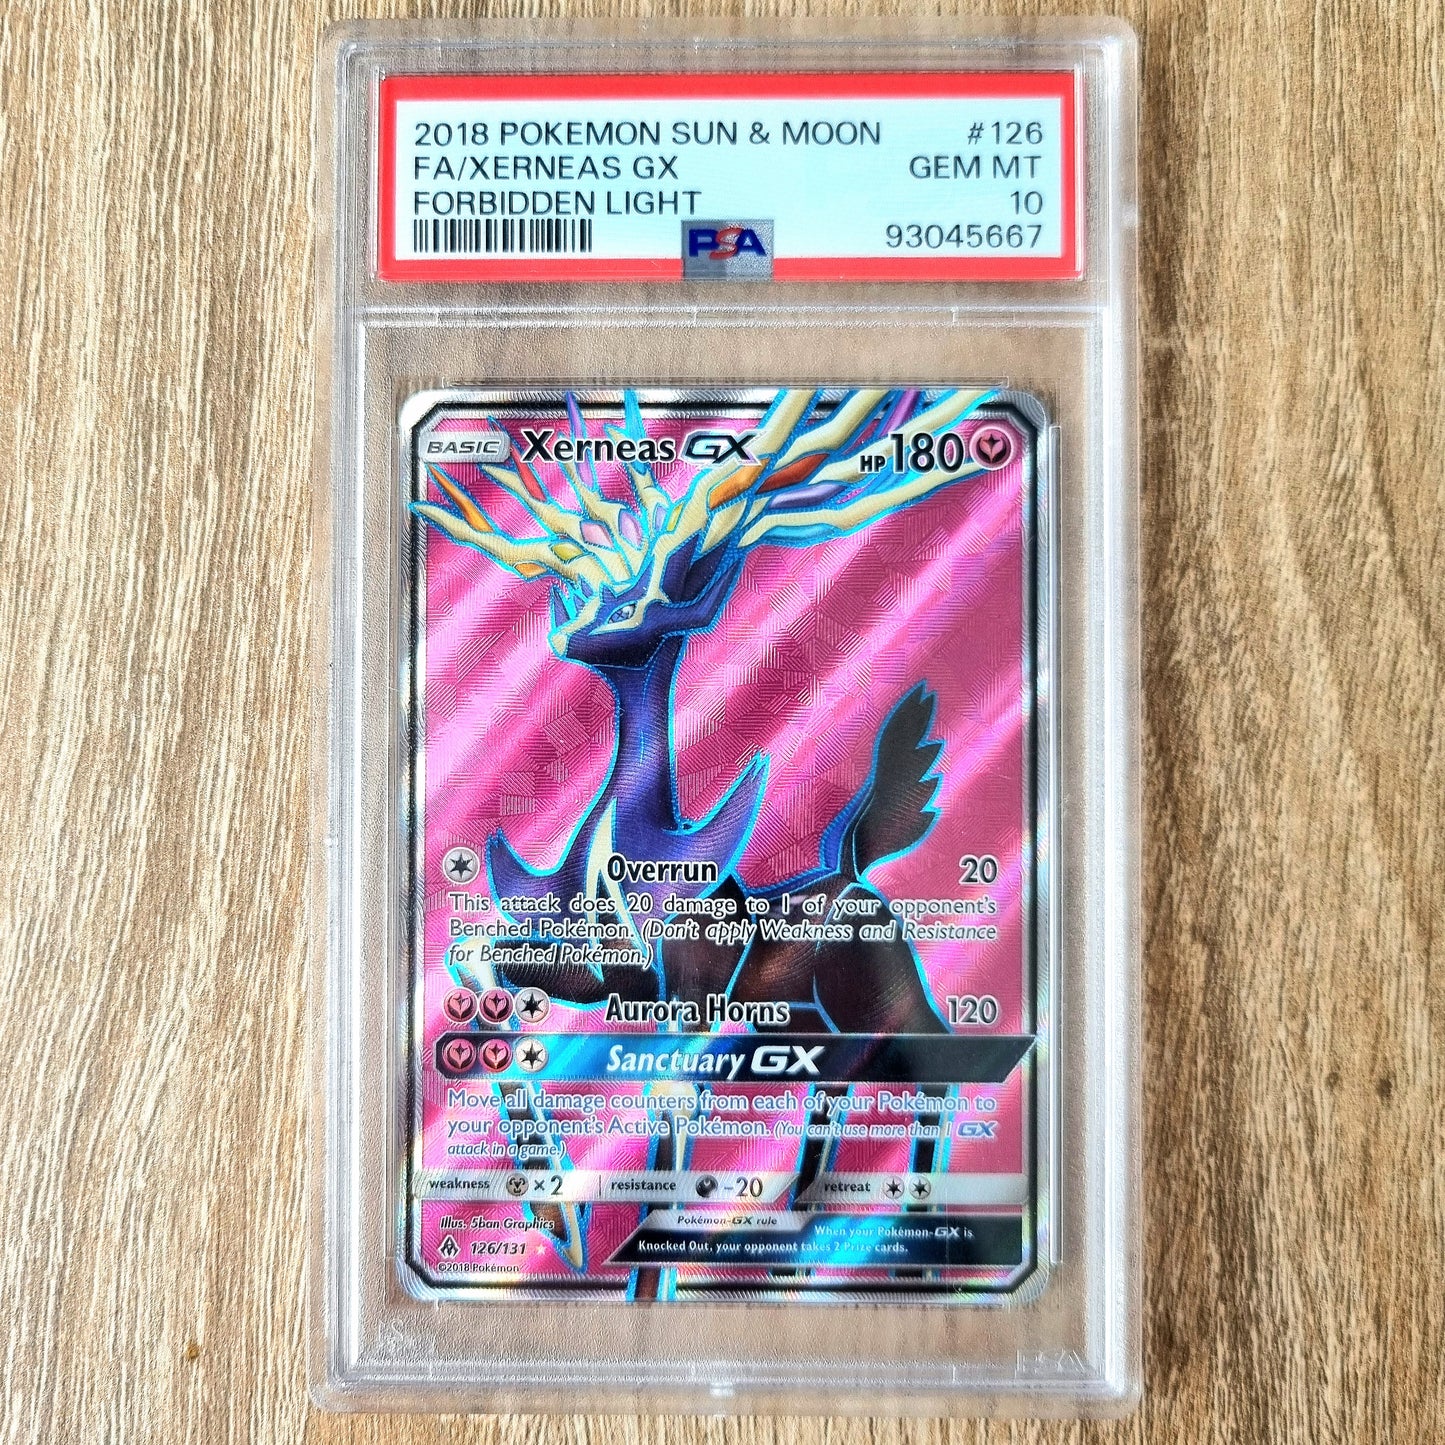 2018 POKEMON SUN & MOON #126
FA/XERNEAS GX GEM MT
FORBIDDEN LIGHT 10
PSA 93045667
BASIC Xerneas GX HP 180
Overrun 20
This attack does 20 damage to 1 of your opponent's
Benched Pokémon. (Don't apply Weakness and Resistance
for Benched Pokémon.)
Aurora Horns 120
Sanctuary GX
Move all damage counters from each of your Pokémon to
your opponent's Active Pokémon. (You can't use more than 1 GX
attack in a game.)
weakness ×2 resistance -20 retreat
Illus. 5ban Graphics
126/131
©2018 Pokémon
Pokémon-GX rule
When your Pokémon-GX is
Knocked Out, your opponent takes 2 Prize cards.
PSA